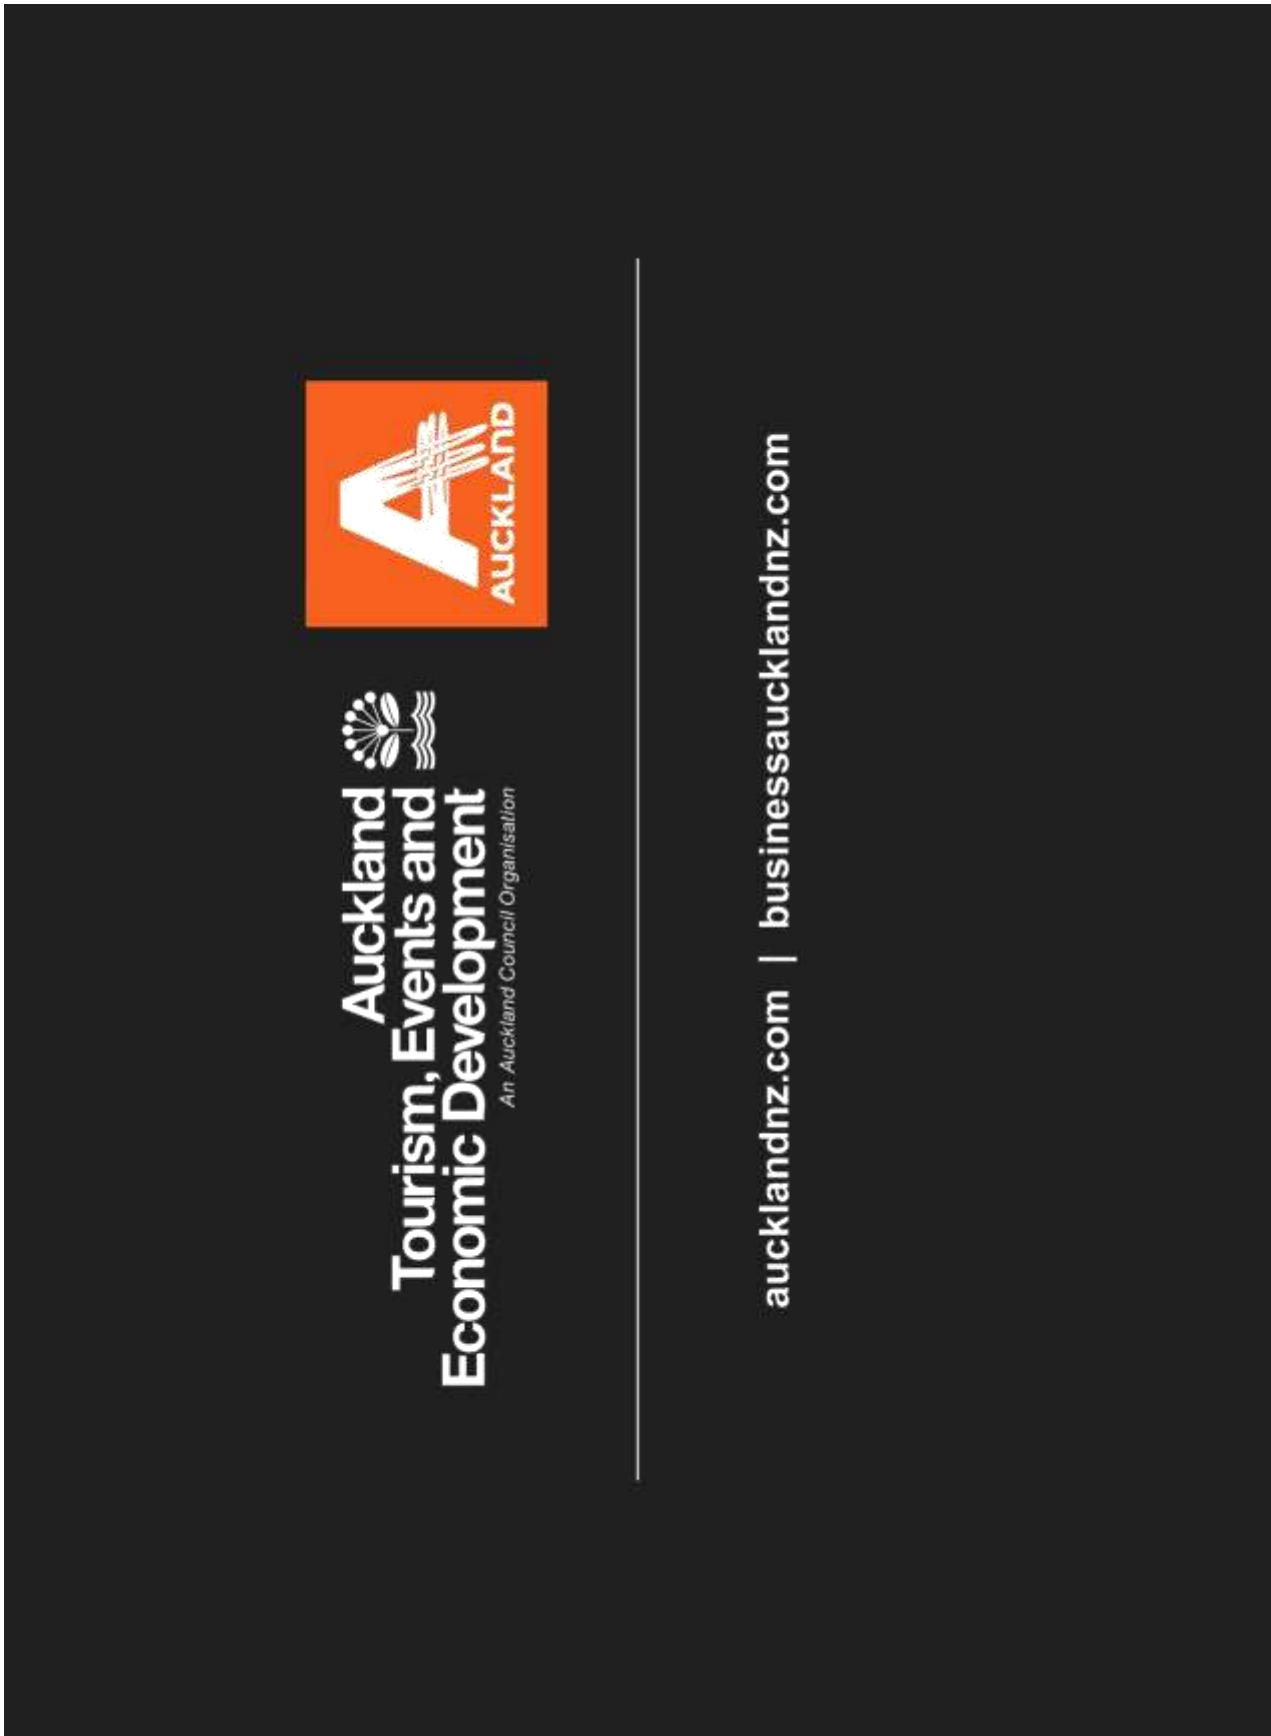 Auckland
Tourism, Events and
Economic Development
An Auckland Council Organisation
AUCKLAND
aucklandnz.com | businessaucklandnz.com